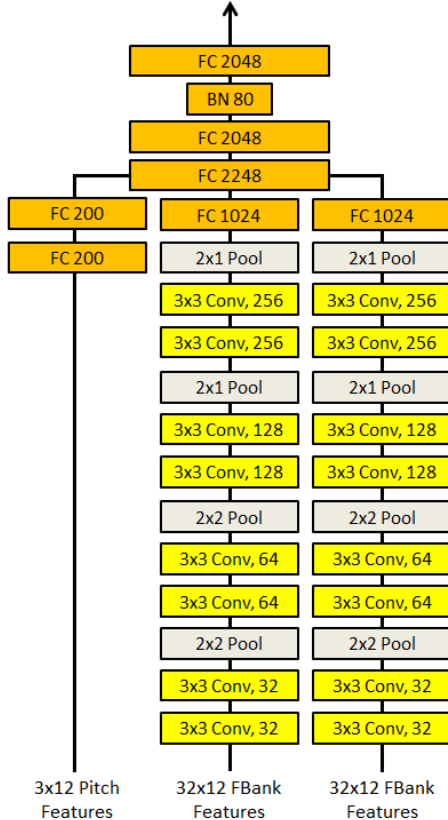 FC 2048
BN 80
FC 2048
FC 2248
FC 200 FC 1024 FC 1024
FC 200 2x1 Pool 2x1 Pool
3x3 Conv, 256 3x3 Conv, 256
3x3 Conv, 256 3x3 Conv, 256
2x1 Pool 2x1 Pool
3x3 Conv, 128 3x3 Conv, 128
3x3 Conv, 128 3x3 Conv, 128
2x2 Pool 2x2 Pool
3x3 Conv, 64 3x3 Conv, 64
3x3 Conv, 64 3x3 Conv, 64
2x2 Pool 2x2 Pool
3x3 Conv, 32 3x3 Conv, 32
3x3 Conv, 32 3x3 Conv, 32
3x12 Pitch 32x12 FBank 32x12 FBank
Features Features Features